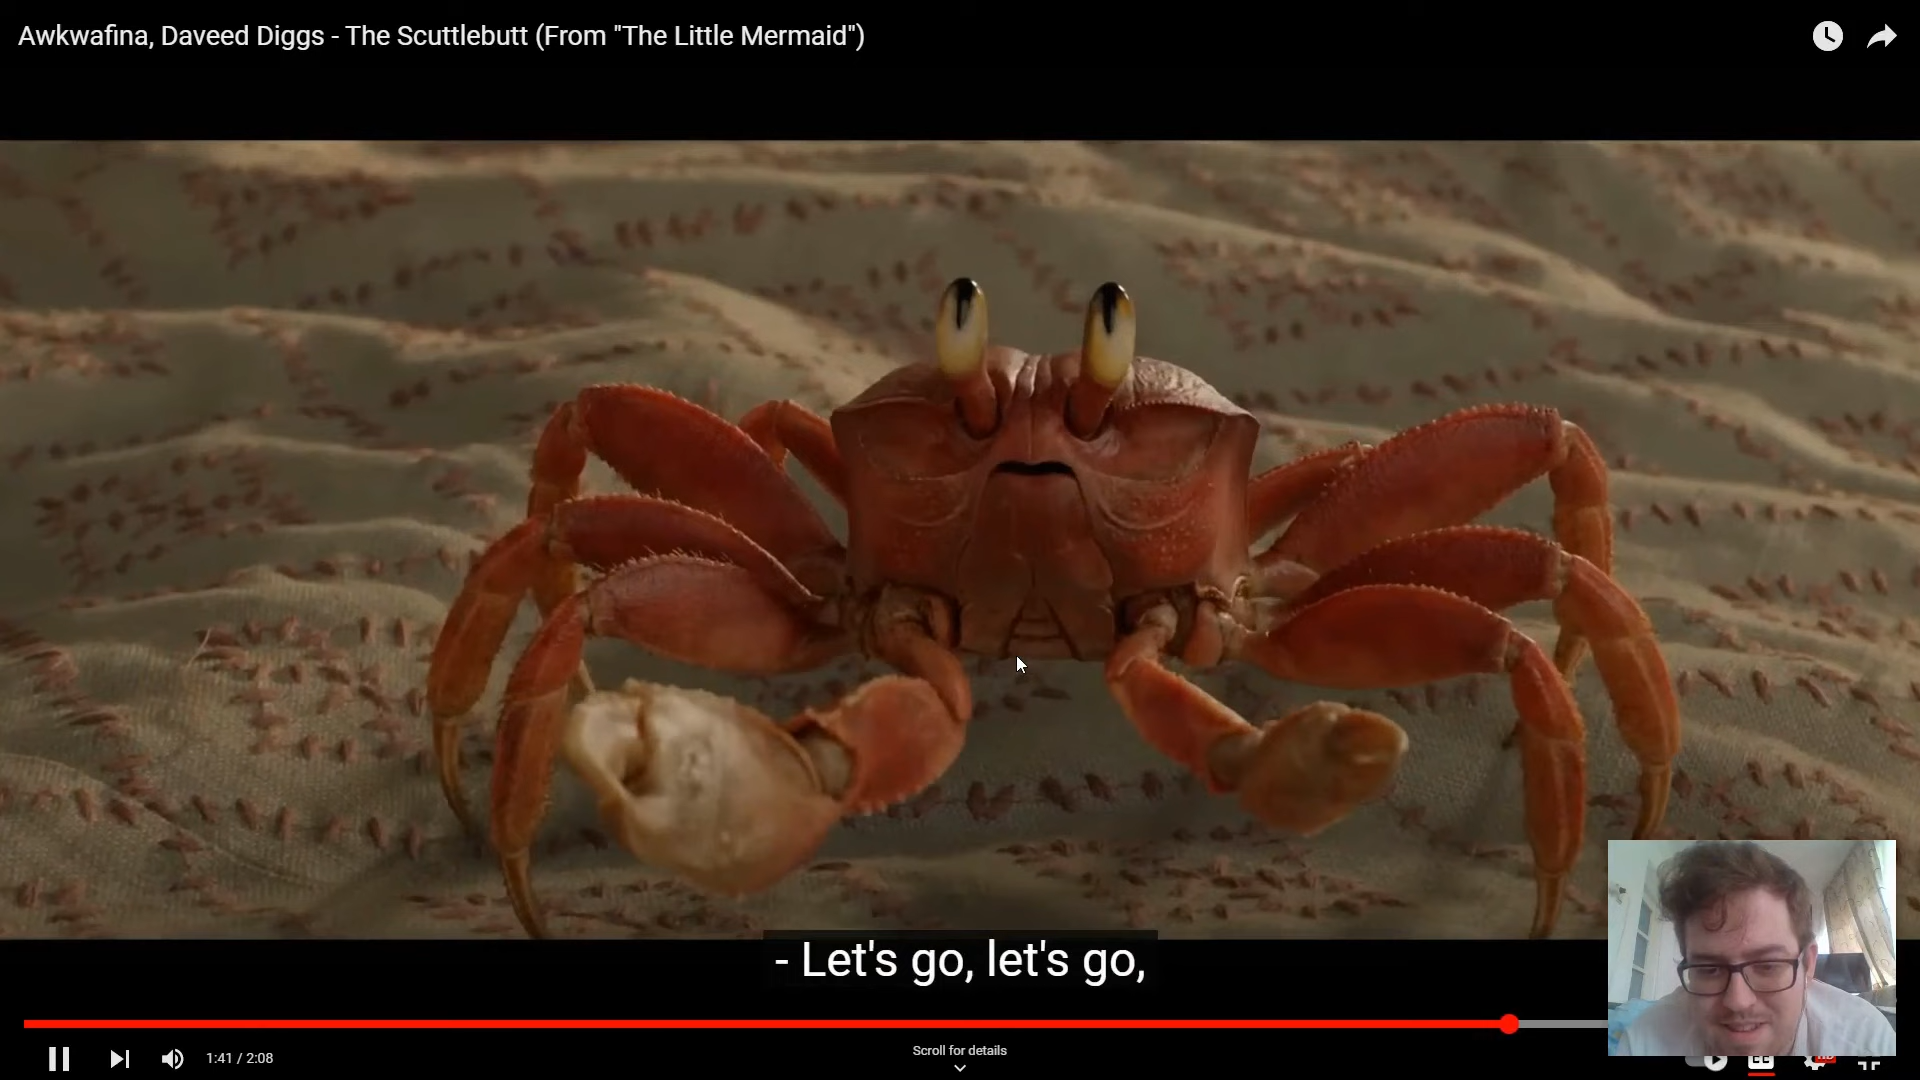 Awkwafina, Daveed Diggs - The Scuttlebutt (From "The Little Mermaid")
- Let's go, let's go,
1:41 / 2:08
Scroll for details